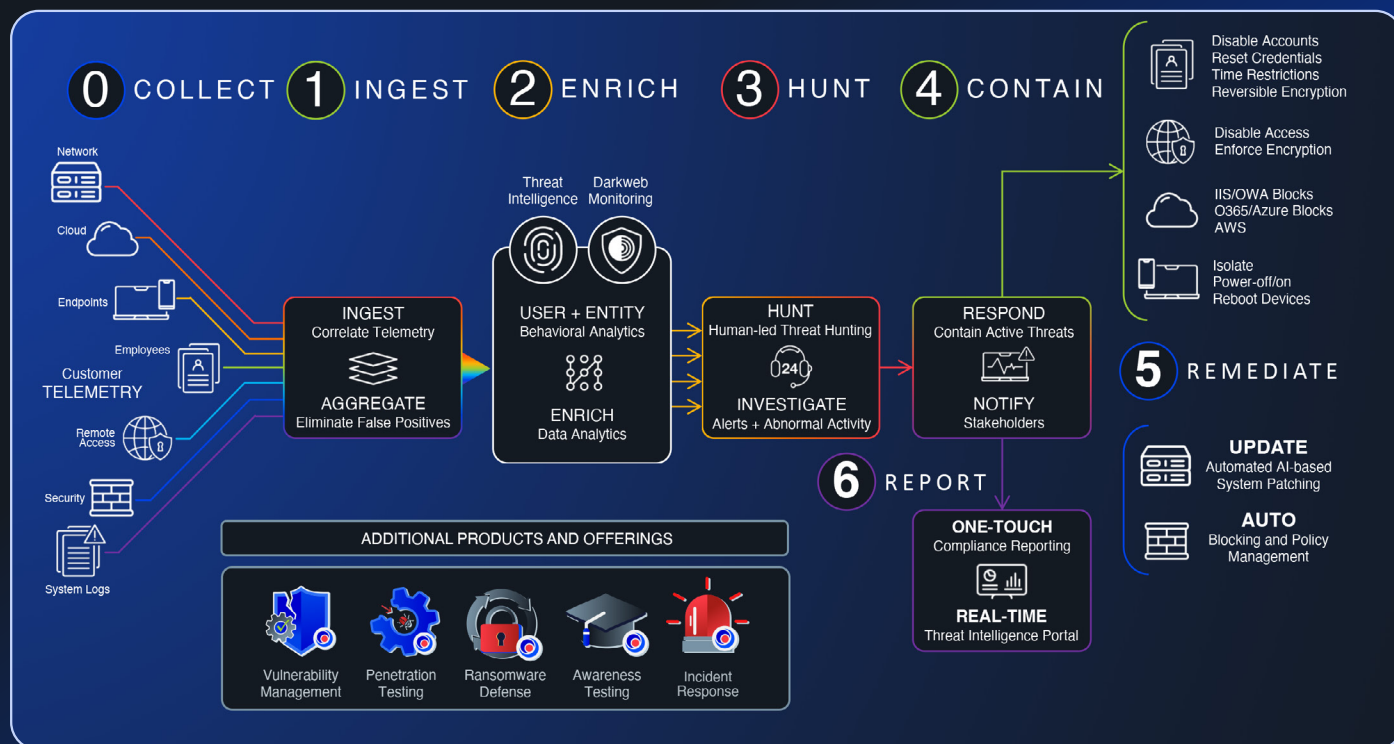 0 COLLECT
1 INGEST
2 ENRICH
3 HUNT
4 CONTAIN
Network
Cloud
Endpoints
Employees
Customer
TELEMETRY
Remote
Access
Security
System Logs
INGEST
Correlate Telemetry
AGGREGATE
Eliminate False Positives
Threat
Intelligence
Darkweb
Monitoring
USER + ENTITY
Behavioral Analytics
ENRICH
Data Analytics
HUNT
Human-led Threat Hunting
24
INVESTIGATE
Alerts + Abnormal Activity
RESPOND
Contain Active Threats
NOTIFY
Stakeholders
Disable Accounts
Reset Credentials
Time Restrictions
Reversible Encryption
Disable Access
Enforce Encryption
IIS/OWA Blocks
O365/Azure Blocks
AWS
Isolate
Power-off/on
Reboot Devices
5 REMEDIATE
UPDATE
Automated AI-based
System Patching
AUTO
Blocking and Policy
Management
6 REPORT
ONE-TOUCH
Compliance Reporting
REAL-TIME
Threat Intelligence Portal
ADDITIONAL PRODUCTS AND OFFERINGS
Vulnerability
Management
Penetration
Testing
Ransomware
Defense
Awareness
Testing
Incident
Response